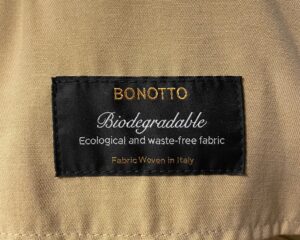 BONOTTO
Biodegradable
Ecological and waste-free fabric
Fabric Woven in Italy